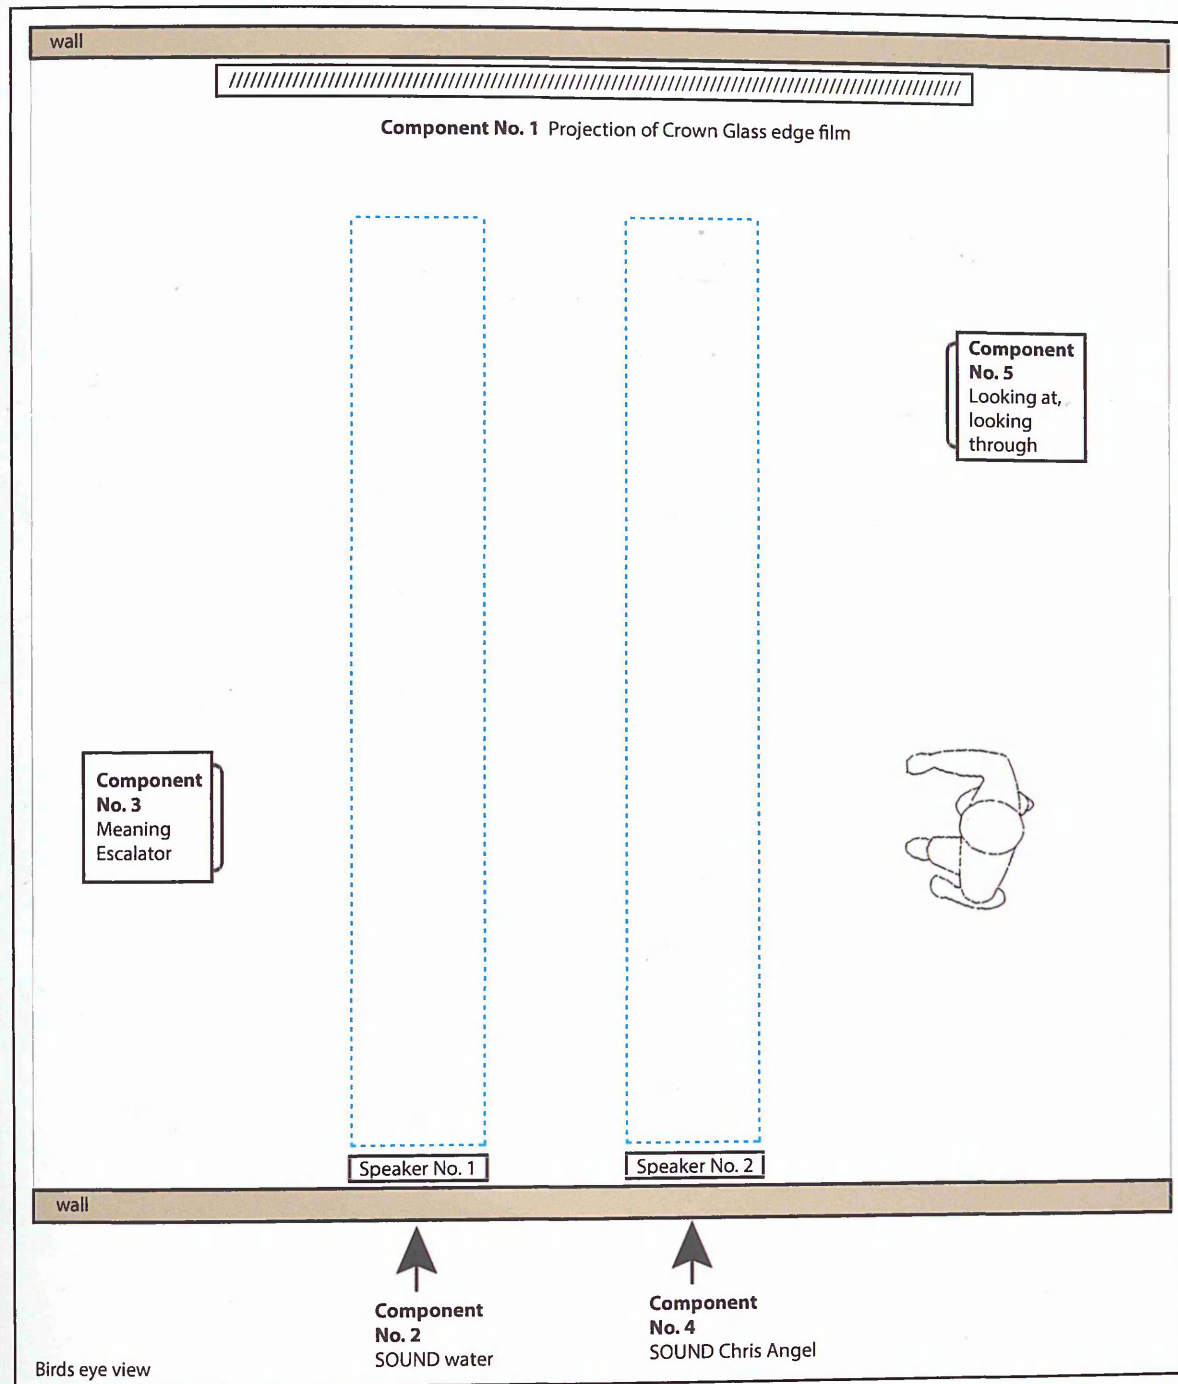 wall
Component No. 1 Projection of Crown Glass edge film
Component
No. 5
Looking at,
looking
through
Component
No. 3
Meaning
Escalator
Speaker No. 1
Speaker No. 2
wall
Component
No. 2
SOUND water
Component
No. 4
SOUND Chris Angel
Birds eye view